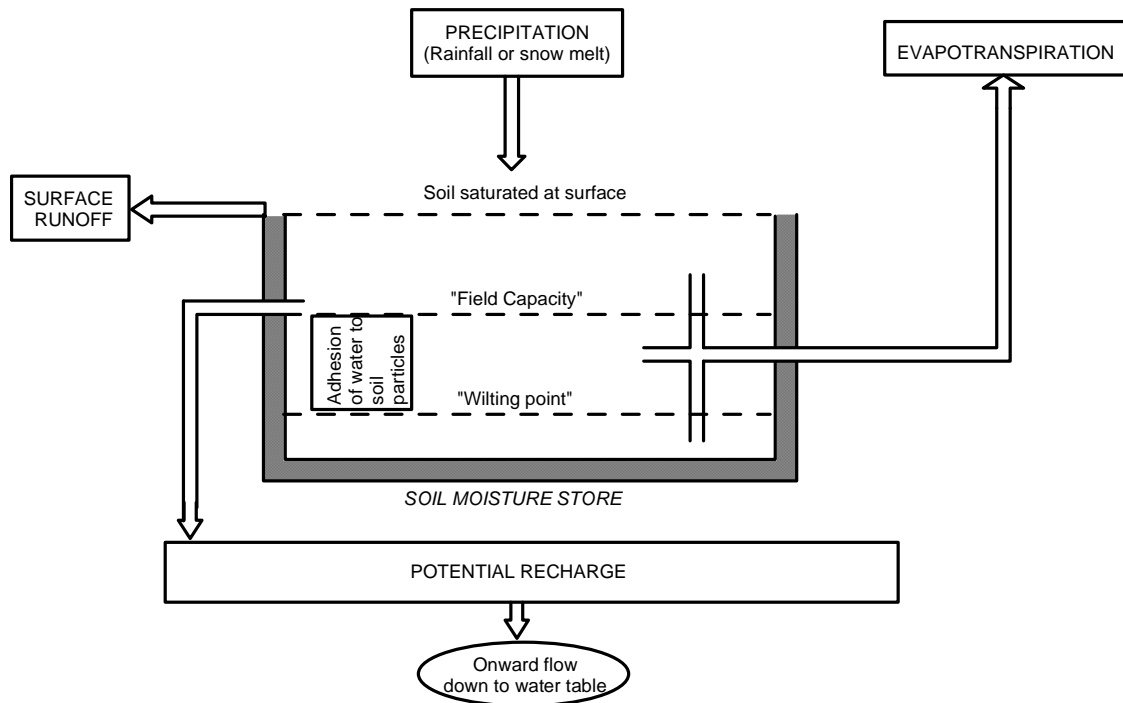 PRECIPITATION
(Rainfall or snow melt)
EVAPOTRANSPIRATION
Soil saturated at surface
SURFACE
RUNOFF
"Field Capacity"
Adhesion
of water to
soil
particles
"Wilting point"
SOIL MOISTURE STORE
POTENTIAL RECHARGE
Onward flow
down to water table